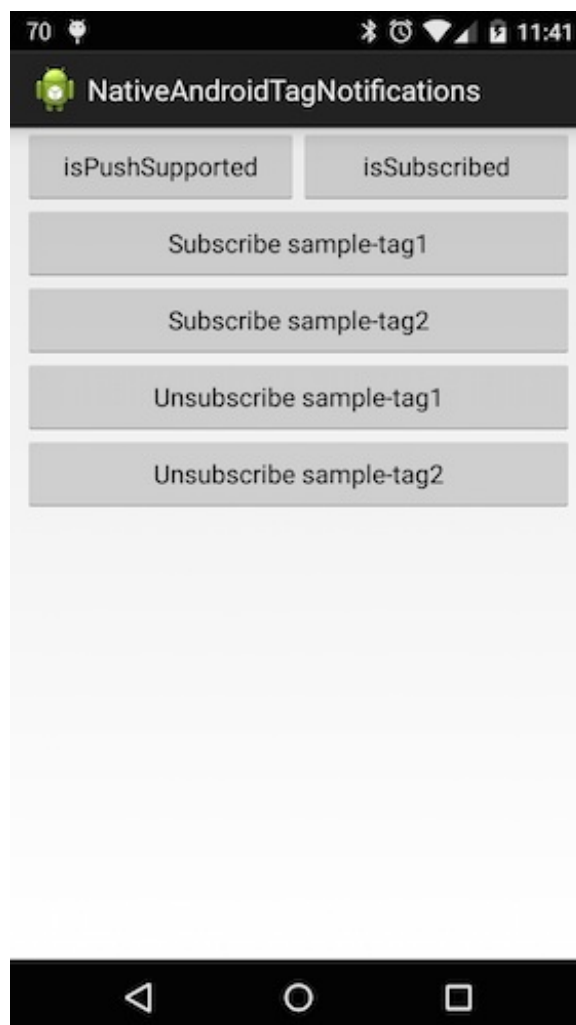 70 11:41
NativeAndroidTagNotifications
isPushSupported isSubscribed
Subscribe sample-tag1
Subscribe sample-tag2
Unsubscribe sample-tag1
Unsubscribe sample-tag2